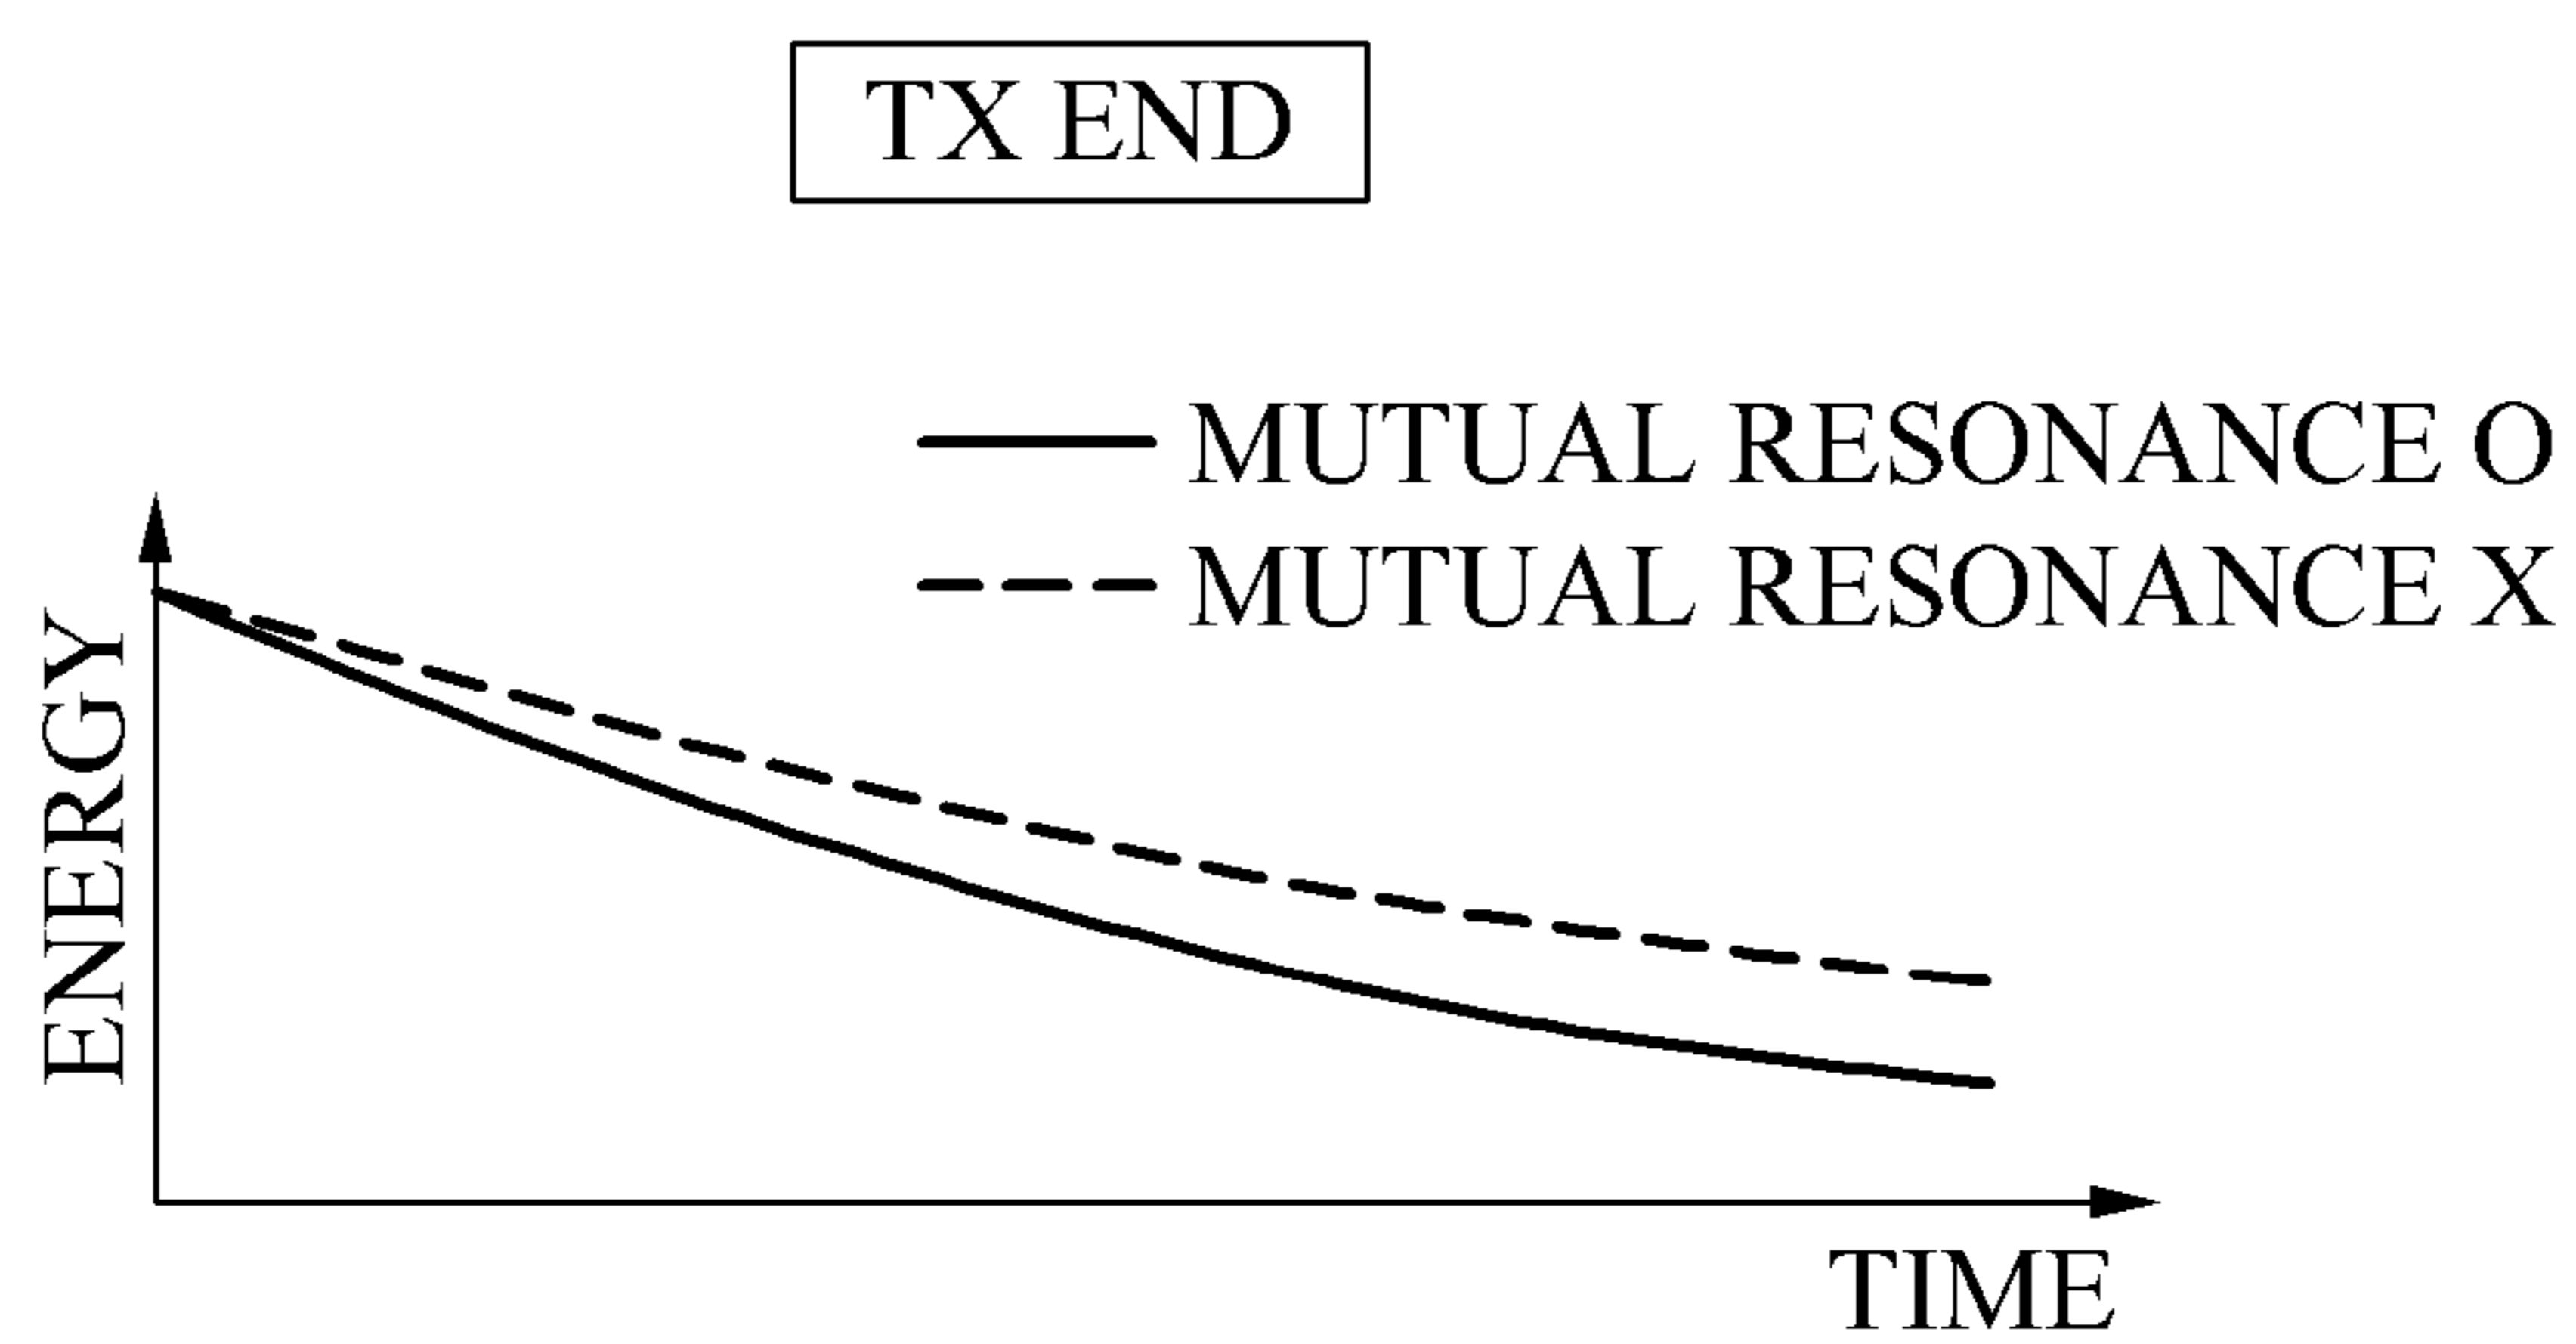 TX END
MUTUAL RESONANCE O
MUTUAL RESONANCE X
ENERGY
TIME